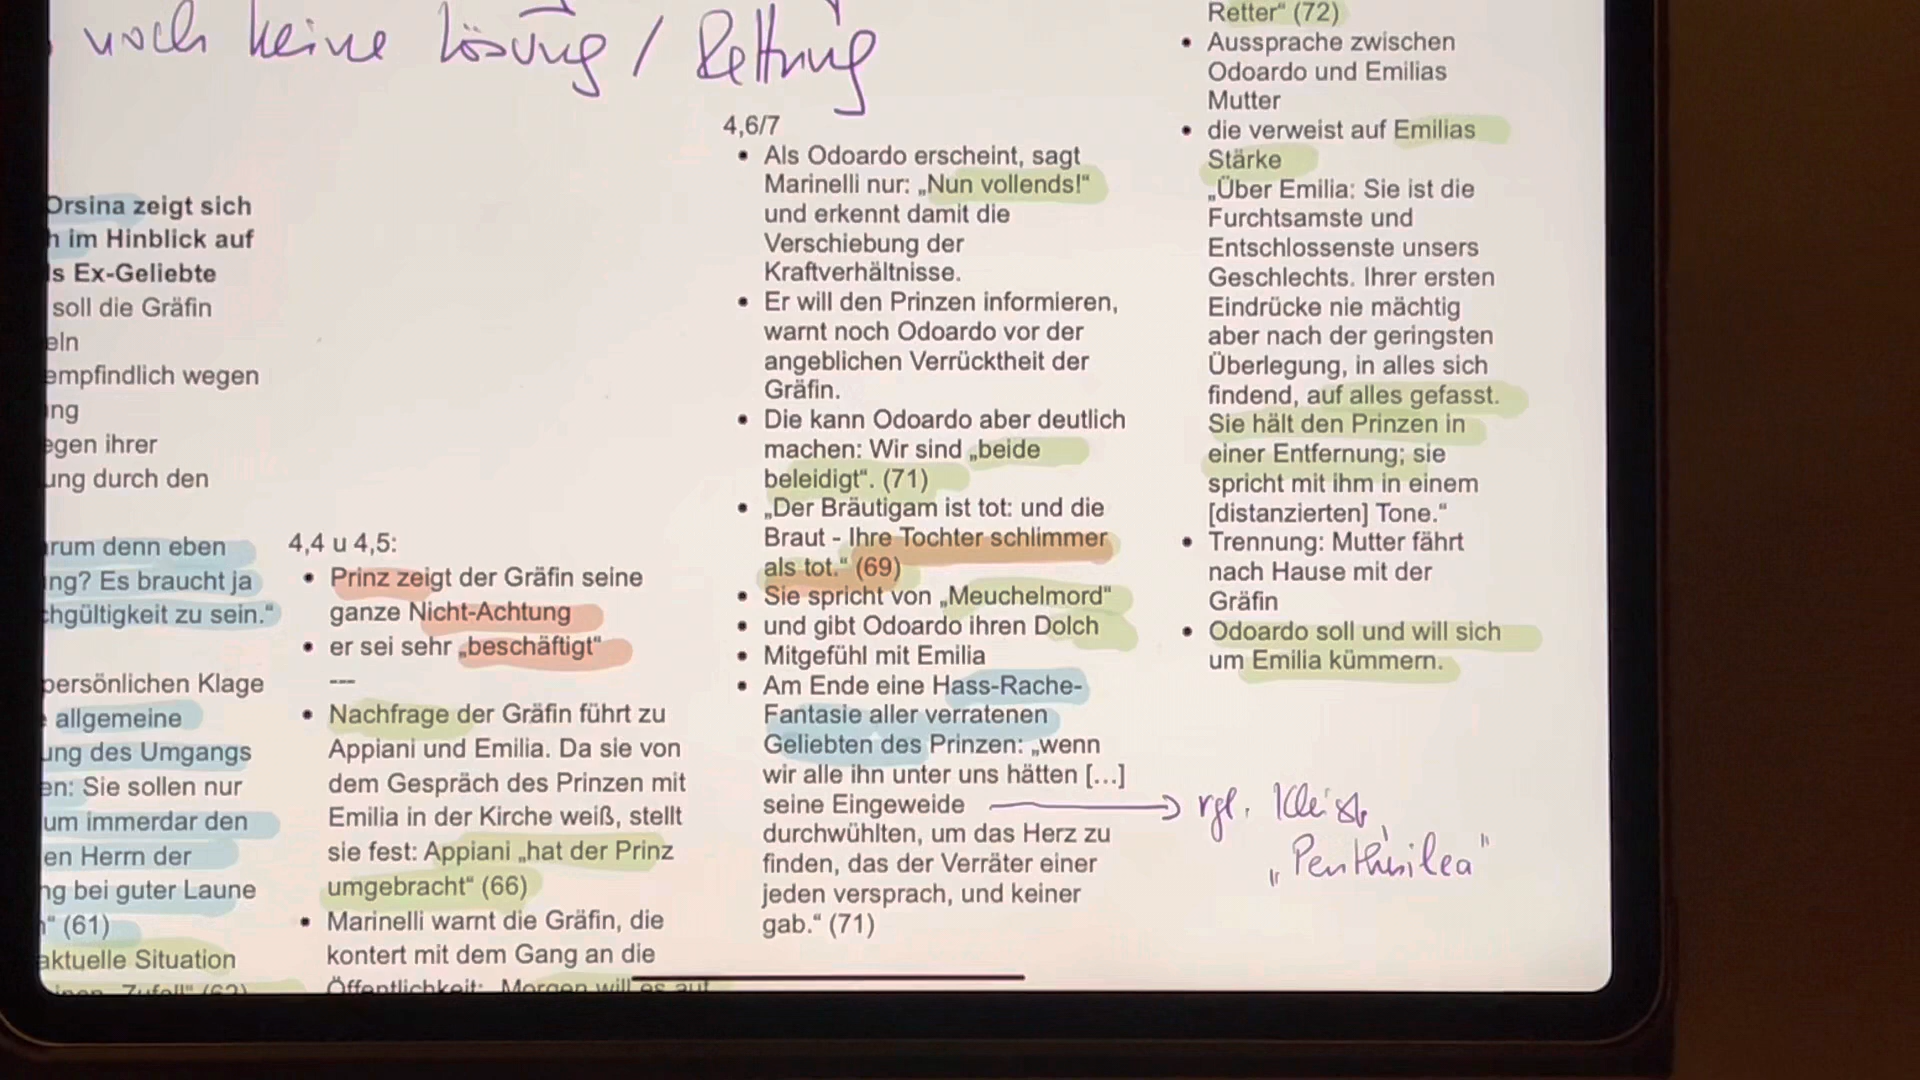 noch keine Lösung / Rettung
Orsina zeigt sich
im Hinblick auf
Ex-Geliebte
soll die Gräfin
empfindlich wegen
ihrer
durch den
denn eben
Es braucht ja
zu sein.“
persönlichen Klage
allgemeine
des Umgangs
Sie sollen nur
um immerdar den
Herrn der
bei guter Laune
(61)
aktuelle Situation
„Zufall“ (62)
4,4 u 4,5:
• Prinz zeigt der Gräfin seine
ganze Nicht-Achtung
• er sei sehr „beschäftigt“
---
• Nachfrage der Gräfin führt zu
Appiani und Emilia. Da sie von
dem Gespräch des Prinzen mit
Emilia in der Kirche weiß, stellt
sie fest: Appiani „hat der Prinz
umgebracht“ (66)
• Marinelli warnt die Gräfin, die
kontert mit dem Gang an die
Öffentlichkeit: „Morgen will es auf
4,6/7
• Als Odoardo erscheint, sagt
Marinelli nur: „Nun vollends!“
und erkennt damit die
Verschiebung der
Kraftverhältnisse.
• Er will den Prinzen informieren,
warnt noch Odoardo vor der
angeblichen Verrücktheit der
Gräfin.
• Die kann Odoardo aber deutlich
machen: Wir sind „beide
beleidigt“. (71)
• „Der Bräutigam ist tot: und die
Braut - Ihre Tochter schlimmer
als tot.“ (69)
• Sie spricht von „Meuchelmord“
• und gibt Odoardo ihren Dolch
• Mitgefühl mit Emilia
• Am Ende eine Hass-Rache-
Fantasie aller verratenen
Geliebten des Prinzen: „wenn
wir alle ihn unter uns hätten [...]
seine Eingeweide
durchwühlten, um das Herz zu
finden, das der Verräter einer
jeden versprach, und keiner
gab.“ (71)
Retter“ (72)
• Aussprache zwischen
Odoardo und Emilias
Mutter
• die verweist auf Emilias
Stärke
„Über Emilia: Sie ist die
Furchtsamste und
Entschlossenste unsers
Geschlechts. Ihrer ersten
Eindrücke nie mächtig
aber nach der geringsten
Überlegung, in alles sich
findend, auf alles gefasst.
Sie hält den Prinzen in
einer Entfernung; sie
spricht mit ihm in einem
[distanzierten] Tone.“
• Trennung: Mutter fährt
nach Hause mit der
Gräfin
• Odoardo soll und will sich
um Emilia kümmern.
vgl. Kleist,
„Penthesilea“